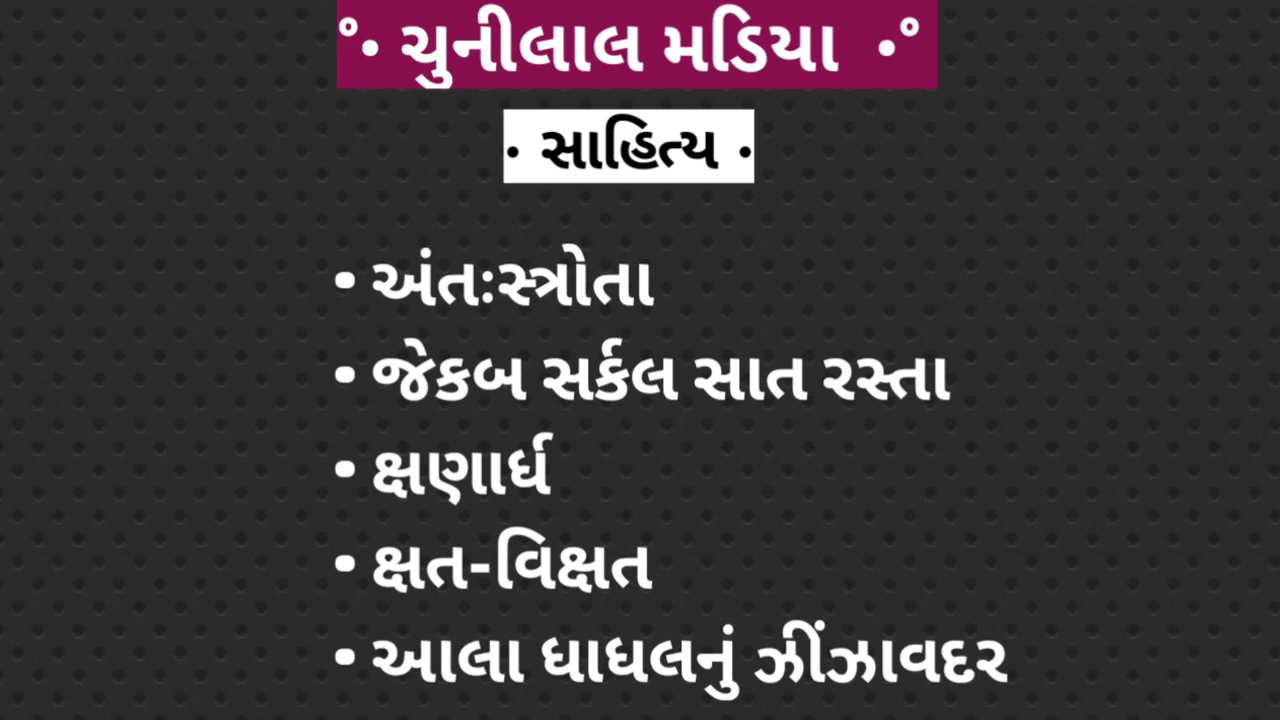 °• ચુનીલાલ મડિયા •°
• સાહિત્ય •
• અંતઃસ્ત્રોતા
• જેકબ સર્કલ સાત રસ્તા
• ક્ષણાર્ધ
• ક્ષત-વિક્ષત
• આલા ધાધલનું ઝીંઝાવદર